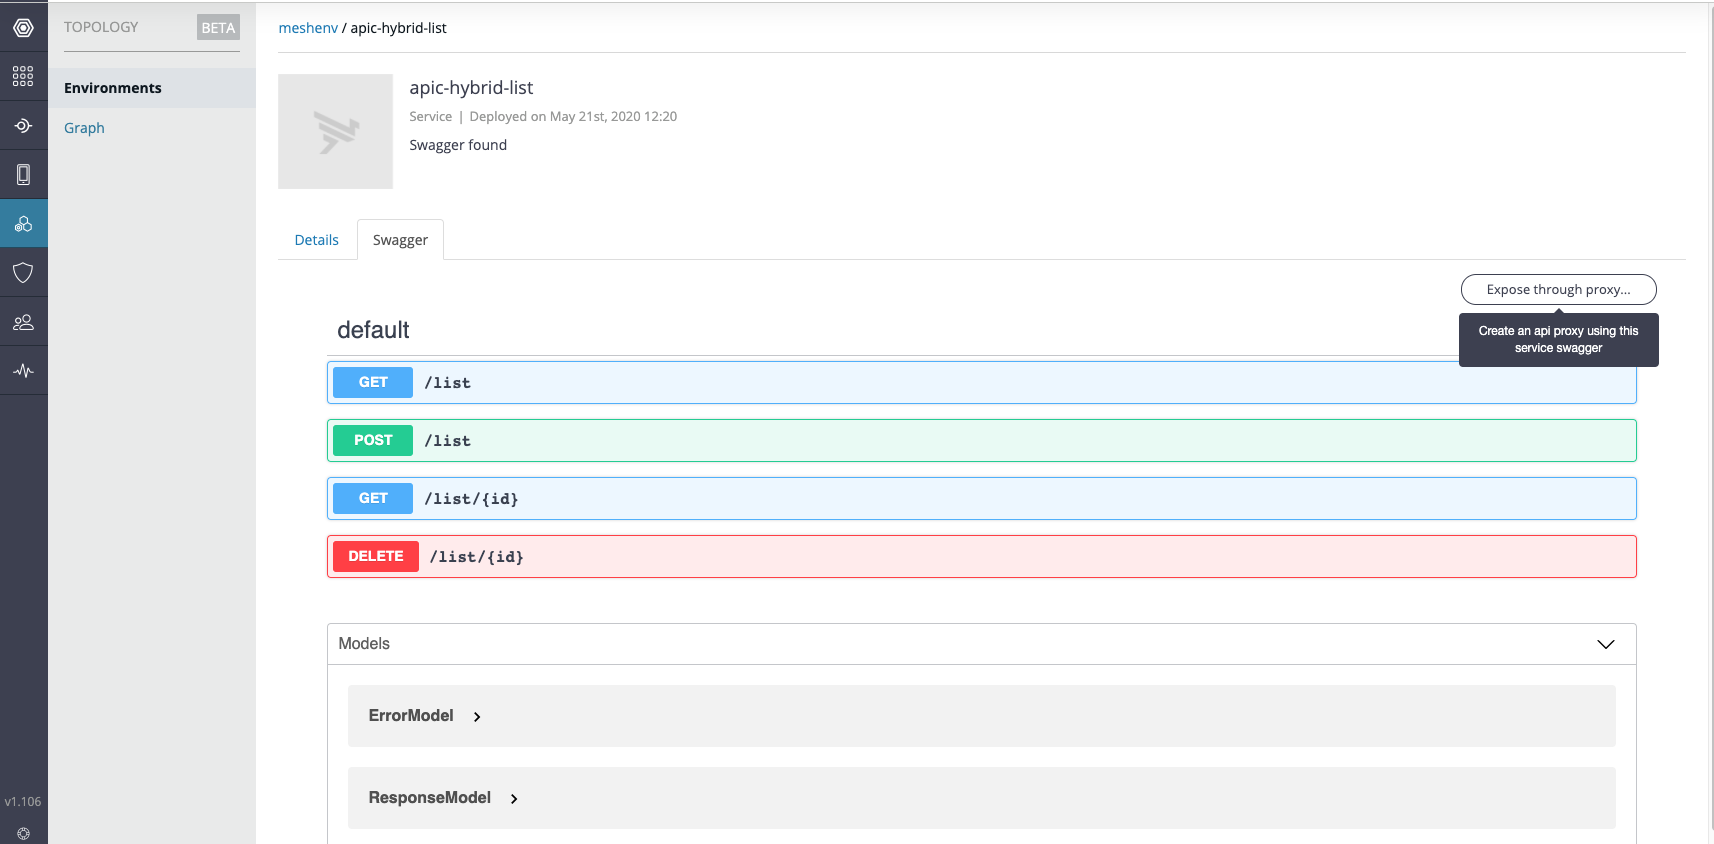 TOPOLOGY BETA
Environments
Graph
v1.106
meshenv / apic-hybrid-list
apic-hybrid-list
Service | Deployed on May 21st, 2020 12:20
Swagger found
Details Swagger
Expose through proxy...
Create an api proxy using this
service swagger
default
GET /list
POST /list
GET /list/{id}
DELETE /list/{id}
Models
ErrorModel
ResponseModel